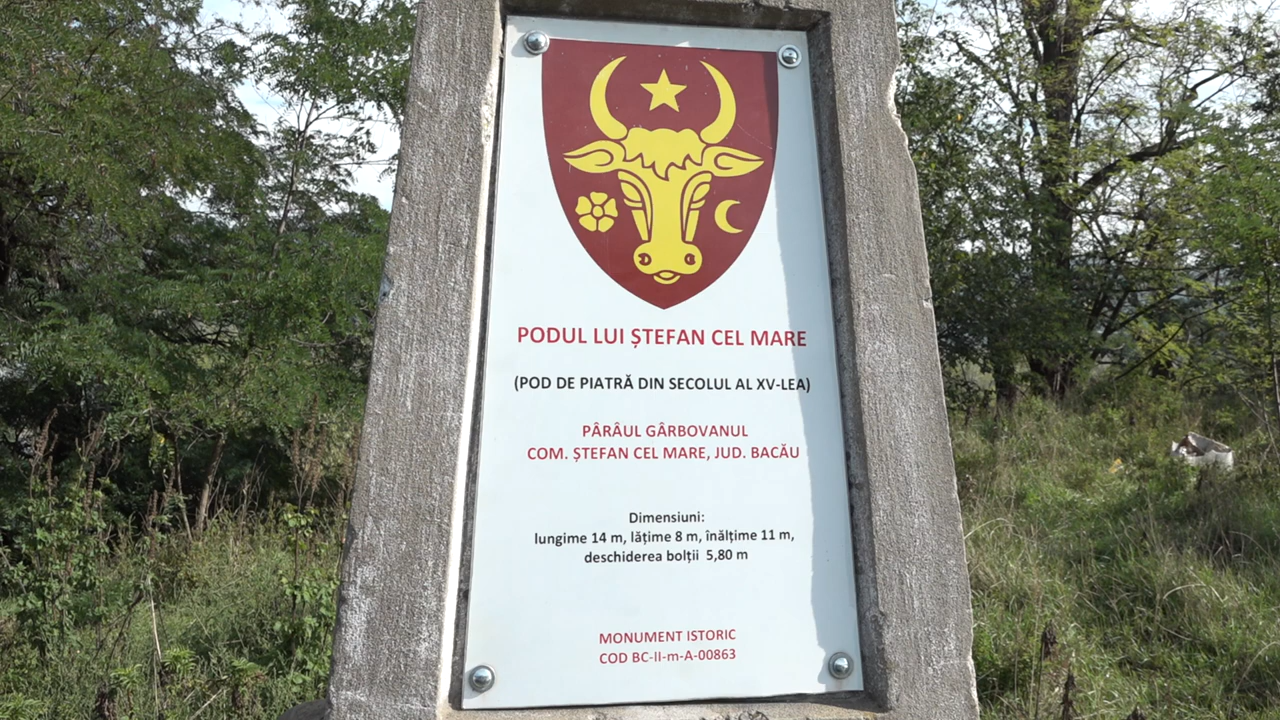 PODUL LUI ȘTEFAN CEL MARE
(POD DE PIATRĂ DIN SECOLUL AL XV-LEA)
PÂRÂUL GÂRBOVANUL
COM. ȘTEFAN CEL MARE, JUD. BACĂU
Dimensiuni:
lungime 14 m, lățime 8 m, înălțime 11 m,
deschiderea bolții 5,80 m
MONUMENT ISTORIC
COD BC-II-m-A-00863